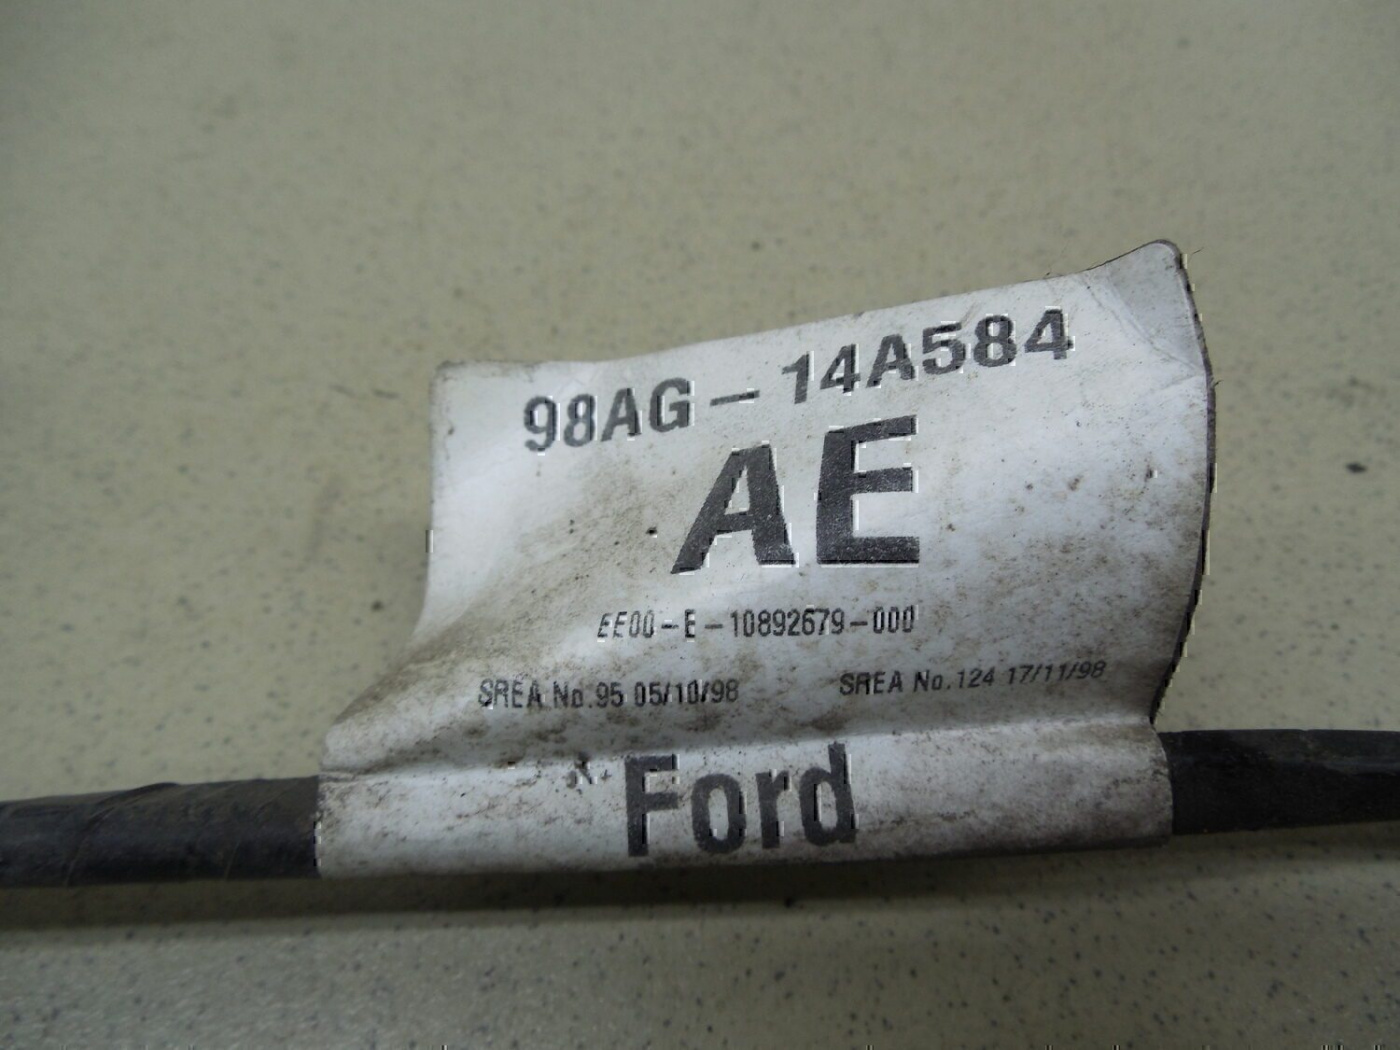 98AG-14A584
AE
EE00-E-10892679-000
SREA No.95 05/10/98 SREA No.124 17/11/98
Ford